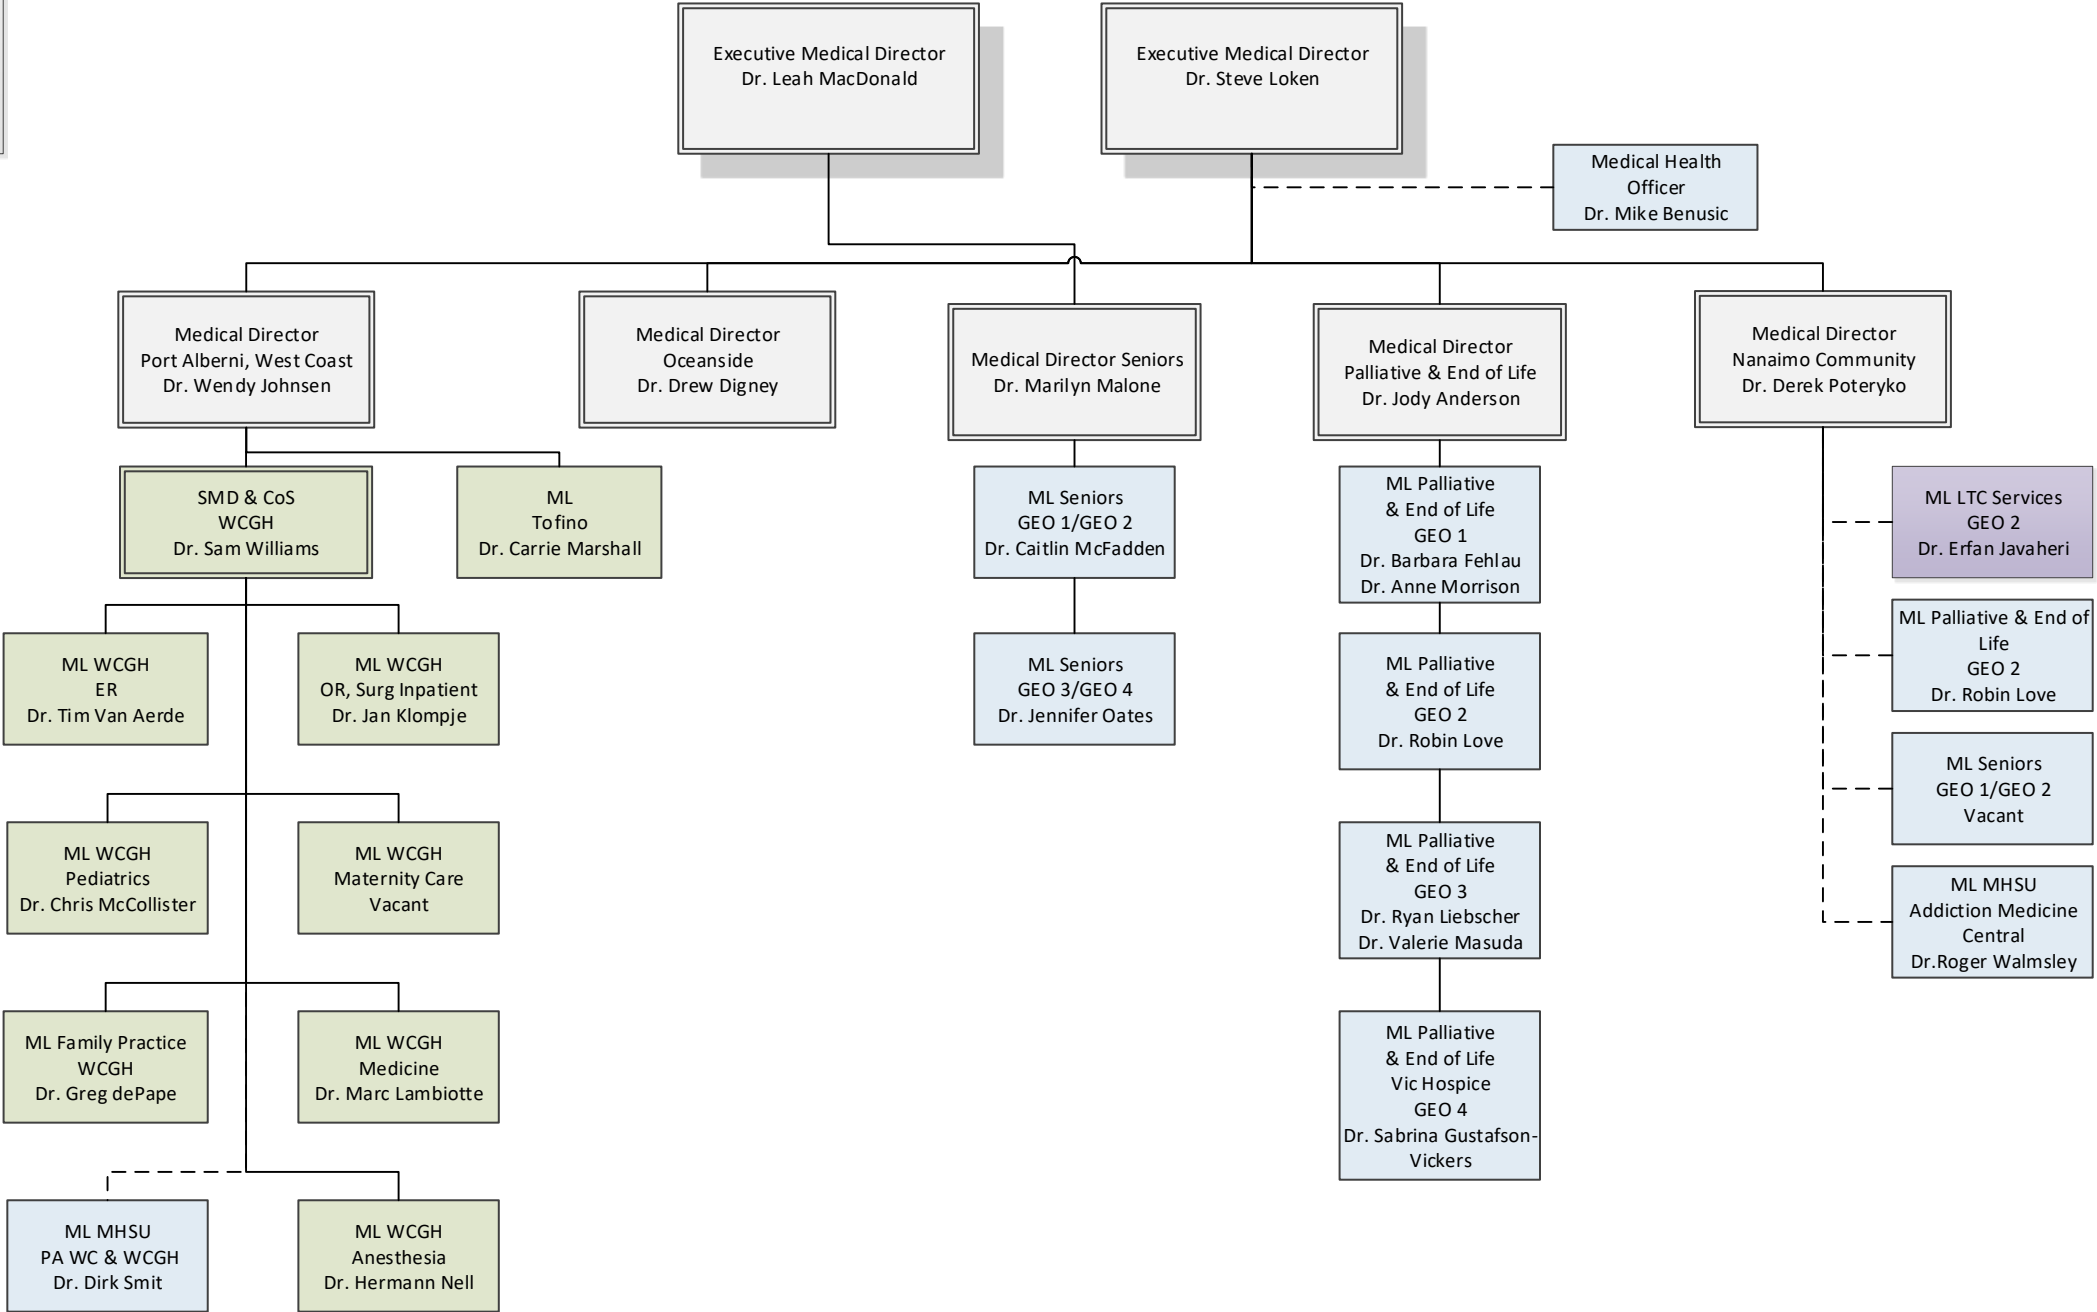 Executive Medical Director
Dr. Leah MacDonald
Executive Medical Director
Dr. Steve Loken
Medical Health
Officer
Dr. Mike Benusic
Medical Director
Port Alberni, West Coast
Dr. Wendy Johnsen
Medical Director
Oceanside
Dr. Drew Digney
Medical Director Seniors
Dr. Marilyn Malone
Medical Director
Palliative & End of Life
Dr. Jody Anderson
Medical Director
Nanaimo Community
Dr. Derek Poteryko
SMD & CoS
WCGH
Dr. Sam Williams
ML
Tofino
Dr. Carrie Marshall
ML Seniors
GEO 1/GEO 2
Dr. Caitlin McFadden
ML Palliative
& End of Life
GEO 1
Dr. Barbara Fehlau
Dr. Anne Morrison
ML LTC Services
GEO 2
Dr. Erfan Javaheri
ML WCGH
ER
Dr. Tim Van Aerde
ML WCGH
OR, Surg Inpatient
Dr. Jan Klompje
ML Seniors
GEO 3/GEO 4
Dr. Jennifer Oates
ML Palliative
& End of Life
GEO 2
Dr. Robin Love
ML Palliative & End of
Life
GEO 2
Dr. Robin Love
ML Seniors
GEO 1/GEO 2
Vacant
ML WCGH
Pediatrics
Dr. Chris McCollister
ML WCGH
Maternity Care
Vacant
ML Palliative
& End of Life
GEO 3
Dr. Ryan Liebscher
Dr. Valerie Masuda
ML MHSU
Addiction Medicine
Central
Dr.Roger Walmsley
ML Family Practice
WCGH
Dr. Greg dePape
ML WCGH
Medicine
Dr. Marc Lambiotte
ML Palliative
& End of Life
Vic Hospice
GEO 4
Dr. Sabrina Gustafson-
Vickers
ML MHSU
PA WC & WCGH
Dr. Dirk Smit
ML WCGH
Anesthesia
Dr. Hermann Nell